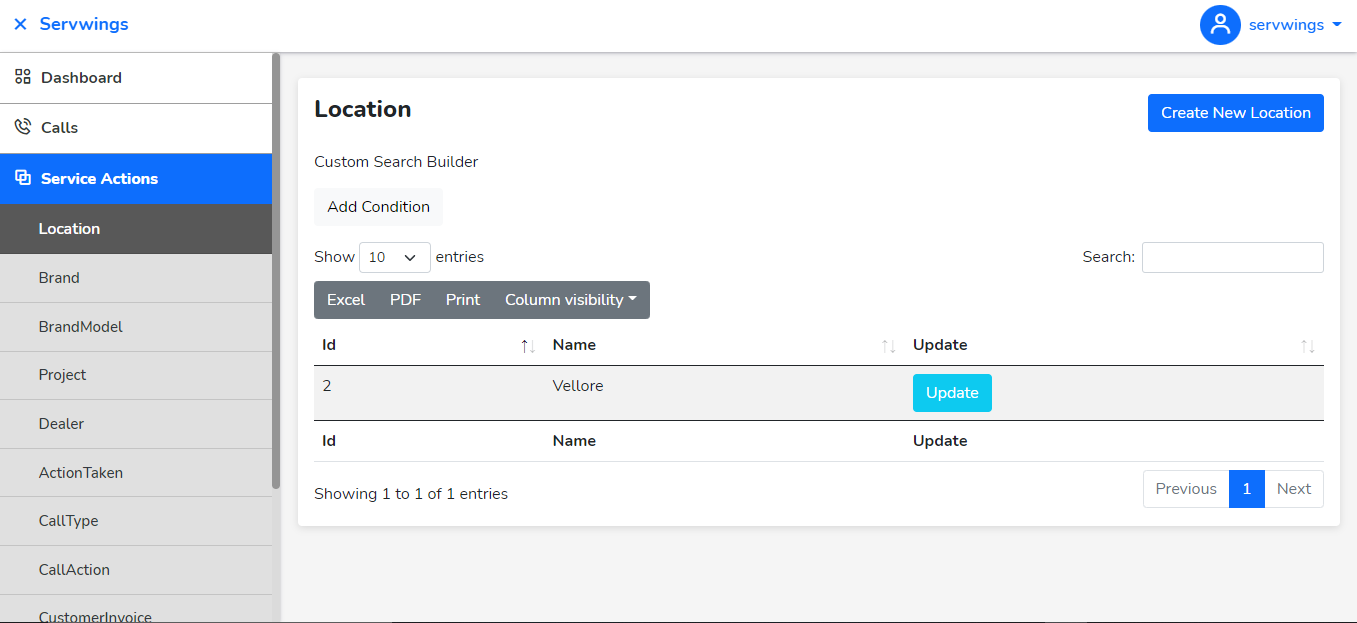 Servwings
servwings
Dashboard
Calls
Service Actions
Location
Brand
BrandModel
Project
Dealer
ActionTaken
CallType
CallAction
CustomerInvoice
Location
Create New Location
Custom Search Builder
Add Condition
Show 10 entries
Search:
Excel PDF Print Column visibility
Id Name Update
2 Vellore Update
Id Name Update
Showing 1 to 1 of 1 entries
Previous 1 Next